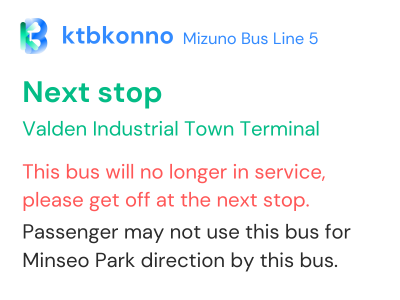 ktbkonno Mizuno Bus Line 5
Next stop
Valden Industrial Town Terminal
This bus will no longer in service,
please get off at the next stop.
Passenger may not use this bus for
Minseo Park direction by this bus.